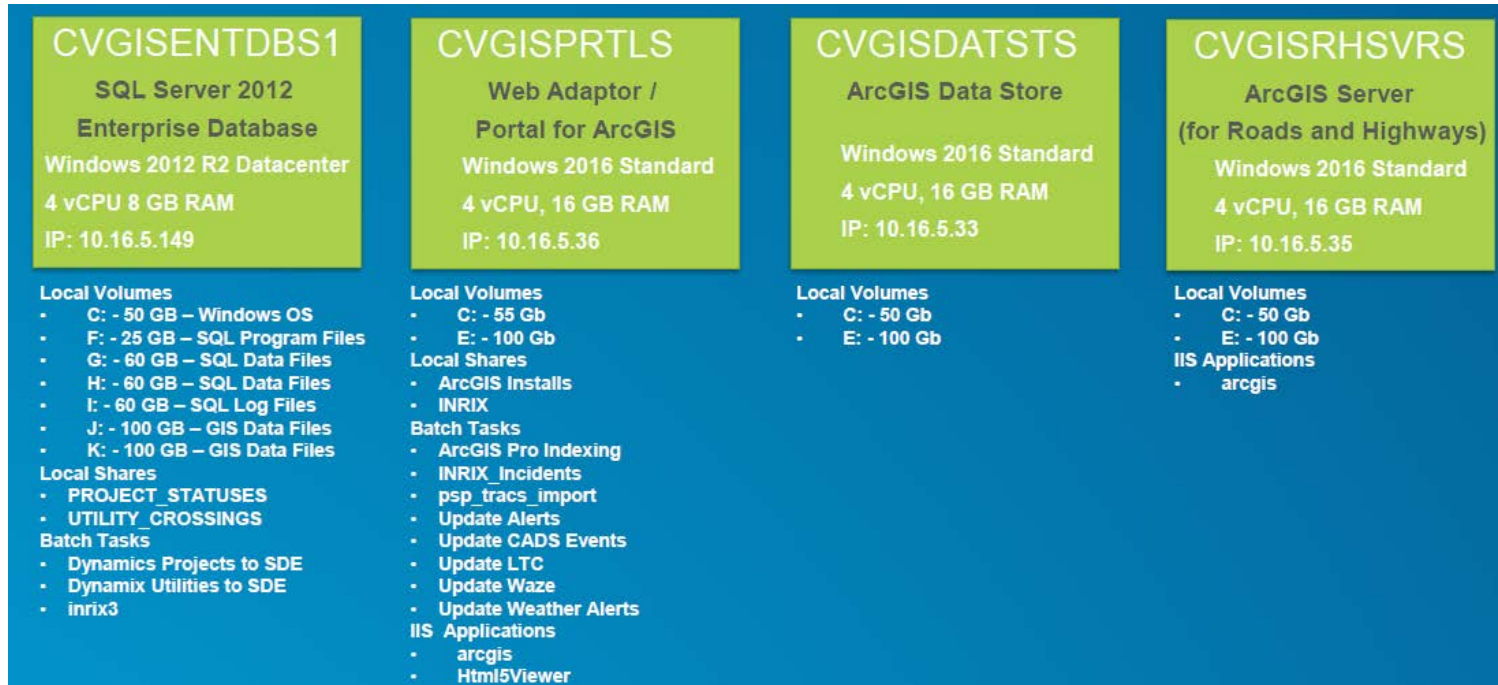 CVGISENTDBS1
SQL Server 2012
Enterprise Database
Windows 2012 R2 Datacenter
4 vCPU 8 GB RAM
IP: 10.16.5.149
Local Volumes
▪ C: - 50 GB – Windows OS
▪ F: - 25 GB – SQL Program Files
▪ G: - 60 GB – SQL Data Files
▪ H: - 60 GB – SQL Data Files
▪ I: - 60 GB – SQL Log Files
▪ J: - 100 GB – GIS Data Files
▪ K: - 100 GB – GIS Data Files
Local Shares
▪ PROJECT_STATUSES
▪ UTILITY_CROSSINGS
Batch Tasks
▪ Dynamics Projects to SDE
▪ Dynamix Utilities to SDE
▪ inrix3
CVGISPRTLS
Web Adaptor /
Portal for ArcGIS
Windows 2016 Standard
4 vCPU, 16 GB RAM
IP: 10.16.5.36
Local Volumes
▪ C: - 55 Gb
▪ E: - 100 Gb
Local Shares
▪ ArcGIS Installs
▪ INRIX
Batch Tasks
▪ ArcGIS Pro Indexing
▪ INRIX_Incidents
▪ psp_tracs_import
▪ Update Alerts
▪ Update CADS Events
▪ Update LTC
▪ Update Waze
▪ Update Weather Alerts
IIS Applications
▪ arcgis
▪ Html5Viewer
CVGISDATSTS
ArcGIS Data Store
Windows 2016 Standard
4 vCPU, 16 GB RAM
IP: 10.16.5.33
Local Volumes
▪ C: - 50 Gb
▪ E: - 100 Gb
CVGISRHSVRS
ArcGIS Server
(for Roads and Highways)
Windows 2016 Standard
4 vCPU, 16 GB RAM
IP: 10.16.5.35
Local Volumes
▪ C: - 50 Gb
▪ E: - 100 Gb
IIS Applications
▪ arcgis